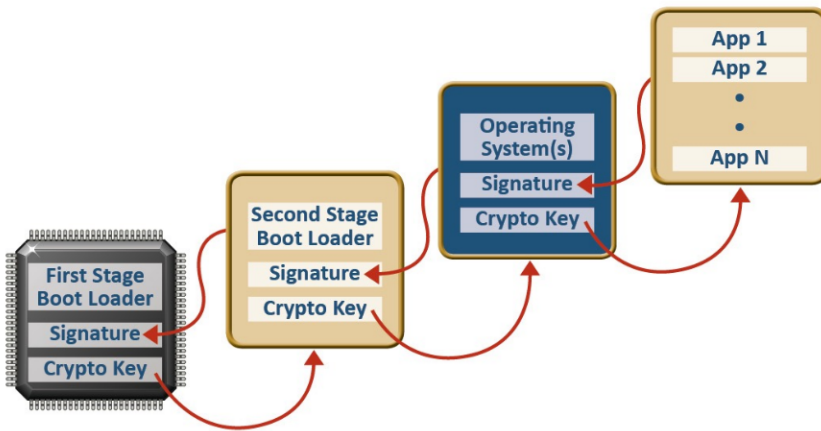 First Stage
Boot Loader
Signature
Crypto Key
Second Stage
Boot Loader
Signature
Crypto Key
Operating
System(s)
Signature
Crypto Key
App 1
App 2
•
•
App N